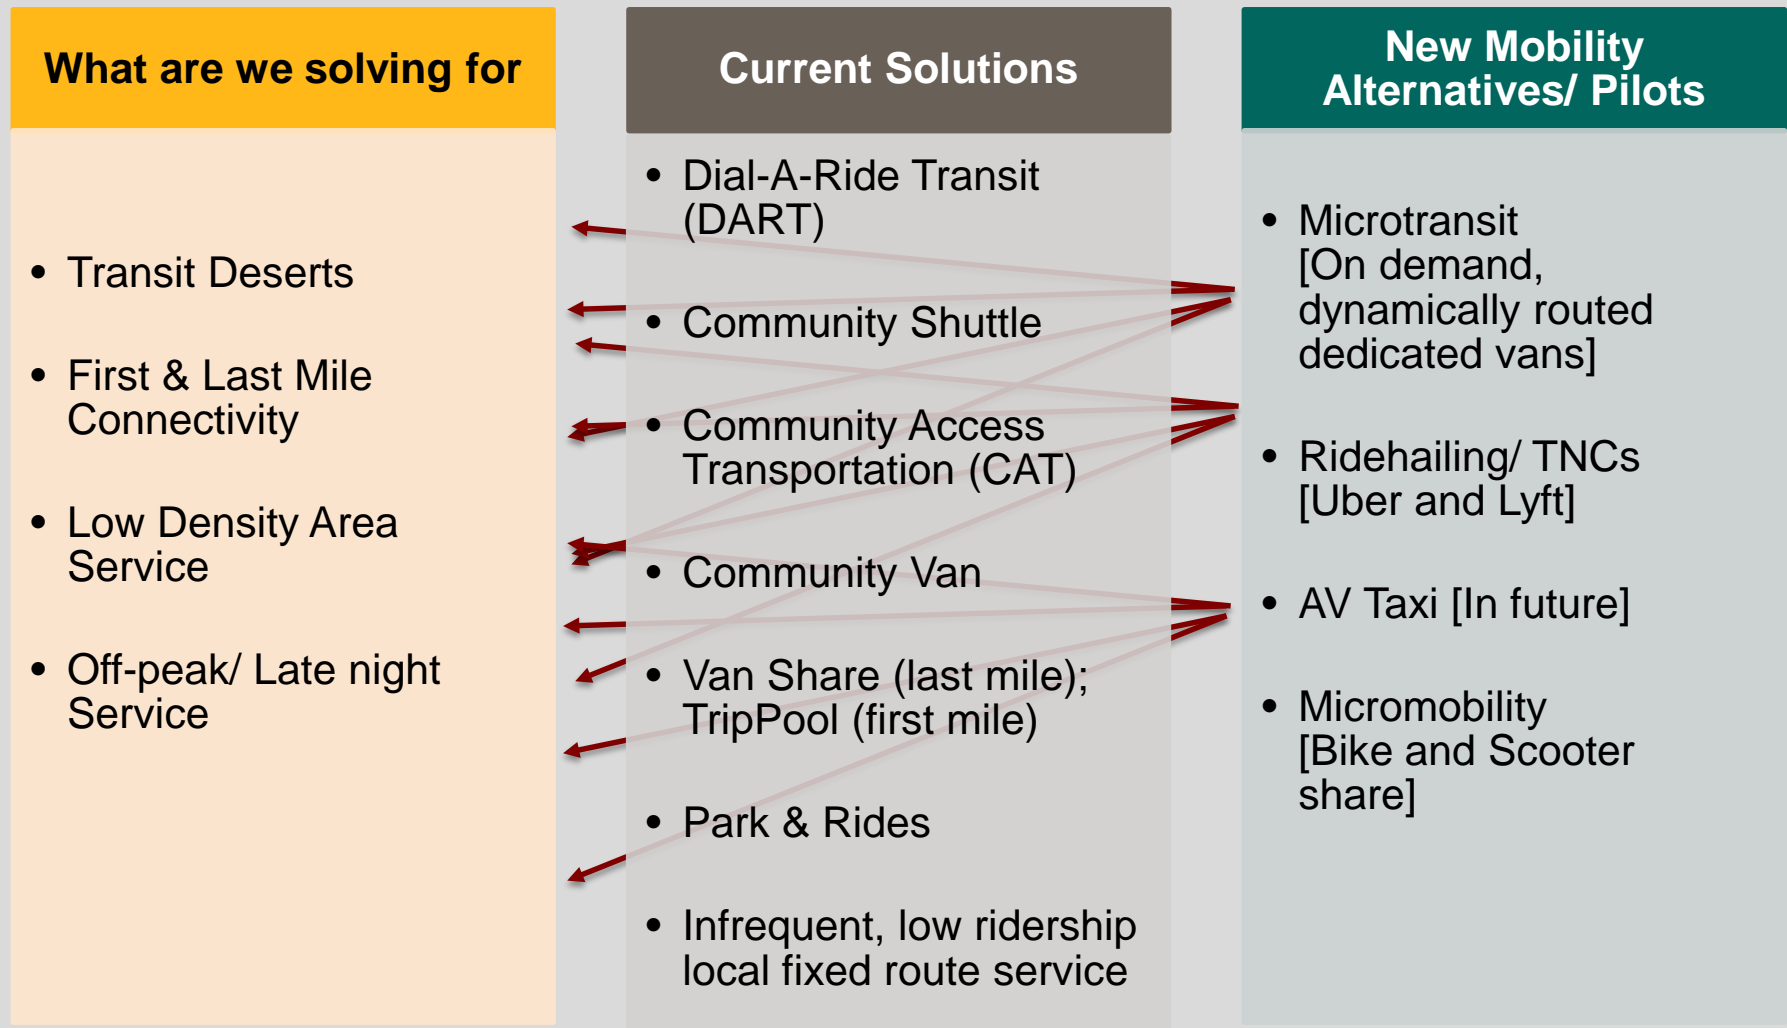 What are we solving for
• Transit Deserts
• First & Last Mile
Connectivity
• Low Density Area
Service
• Off-peak/ Late night
Service
Current Solutions
• Dial-A-Ride Transit
(DART)
• Community Shuttle
• Community Access
Transportation (CAT)
• Community Van
• Van Share (last mile);
TripPool (first mile)
• Park & Rides
• Infrequent, low ridership
local fixed route service
New Mobility
Alternatives/ Pilots
• Microtransit
[On demand,
dynamically routed
dedicated vans]
• Ridehailing/ TNCs
[Uber and Lyft]
• AV Taxi [In future]
• Micromobility
[Bike and Scooter
share]